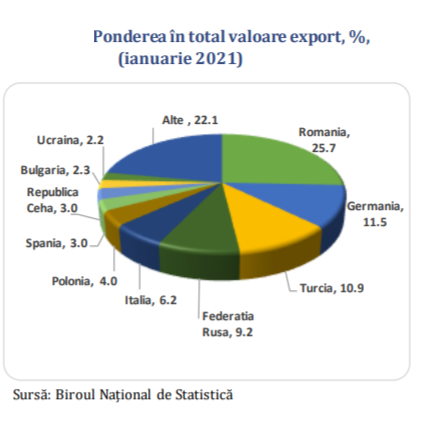 Ponderea în total valoare export, %,
(ianuarie 2021)
Alte , 22.1
Romania,
25.7
Ucraina, 2.2
Bulgaria, 2.3
Republica
Ceha, 3.0
Germania,
11.5
Spania, 3.0
Polonia, 4.0
Italia, 6.2
Turcia, 10.9
Federatia
Rusa, 9.2
Sursă: Biroul Național de Statistică